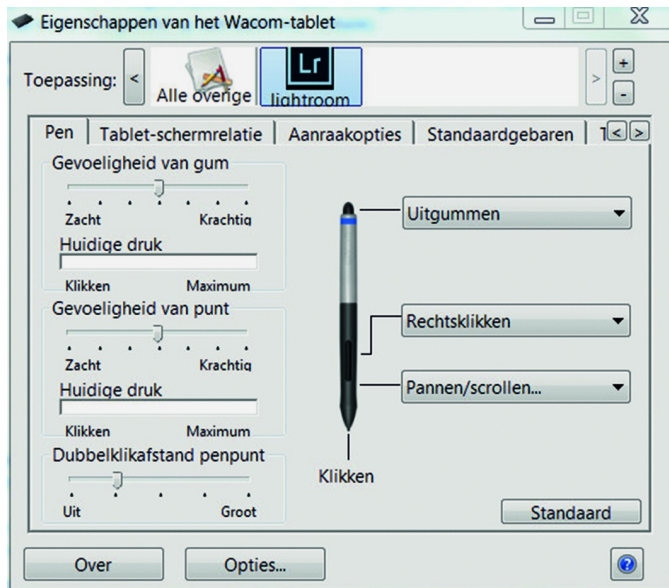 Eigenschappen van het Wacom-tablet
Toepassing:
<
Alle overige
Lr
lightroom
>
+
-
Pen
Tablet-schermrelatie
Aanraakopties
Standaardgebaren
T
<
>
Gevoeligheid van gum
Zacht
Krachtig
Huidige druk
Klikken
Maximum
Gevoeligheid van punt
Zacht
Krachtig
Huidige druk
Klikken
Maximum
Dubbelklikafstand penpunt
Uit
Groot
Uitgummen
Rechtsklikken
Pannen/scrollen...
Klikken
Standaard
Over
Opties...
?